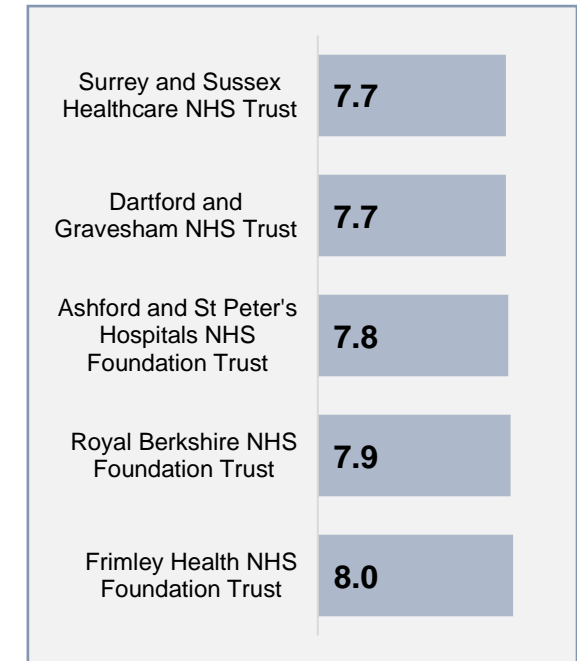 Surrey and Sussex
Healthcare NHS Trust
7.7
Dartford and
Gravesham NHS Trust
7.7
Ashford and St Peter's
Hospitals NHS
Foundation Trust
7.8
Royal Berkshire NHS
Foundation Trust
7.9
Frimley Health NHS
Foundation Trust
8.0